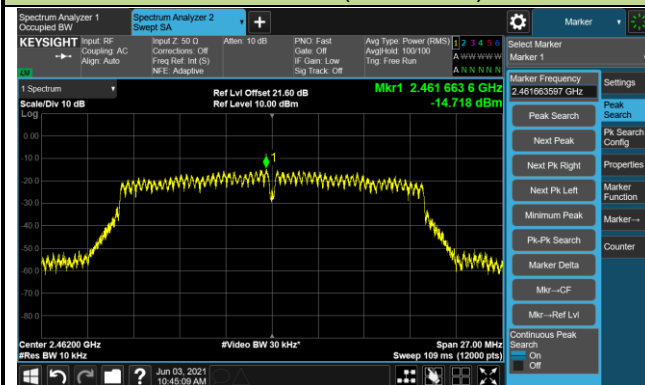 Spectrum Analyzer 1
Occupied BW
Spectrum Analyzer 2
Swept SA
+
Marker
KEYSIGHT
Input: RF
Coupling: AC
Align: Auto
Input Z: 50 Ω
Corrections: Off
Freq Ref: Int (S)
NFE: Adaptive
Atten: 10 dB
PNO: Fast
Gate: Off
IF Gain: Low
Sig Track: Off
Avg Type: Power (RMS)
Avg|Hold: 100/100
Trig: Free Run
1 2 3 4 5 6
A W W W W W
A N N N N N
LV
Select Marker
Marker 1
1 Spectrum
Scale/Div 10 dB
Log
Ref Lvl Offset 21.60 dB
Ref Level 10.00 dBm
Mkr1 2.461 663 6 GHz
-14.718 dBm
0.00
-10.0
-20.0
-30.0
-40.0
-50.0
-60.0
-70.0
-80.0
1
Center 2.46200 GHz
#Res BW 10 kHz
#Video BW 30 kHz*
Span 27.00 MHz
Sweep 109 ms (12000 pts)
Marker Frequency
2.461663597 GHz
Peak Search
Next Peak
Next Pk Right
Next Pk Left
Minimum Peak
Pk-Pk Search
Marker Delta
Mkr→CF
Mkr→Ref Lvl
Continuous Peak
Search
On
Off
Settings
Peak
Search
Pk Search
Config
Properties
Marker
Function
Marker→
Counter
?
Jun 03, 2021
10:45:09 AM